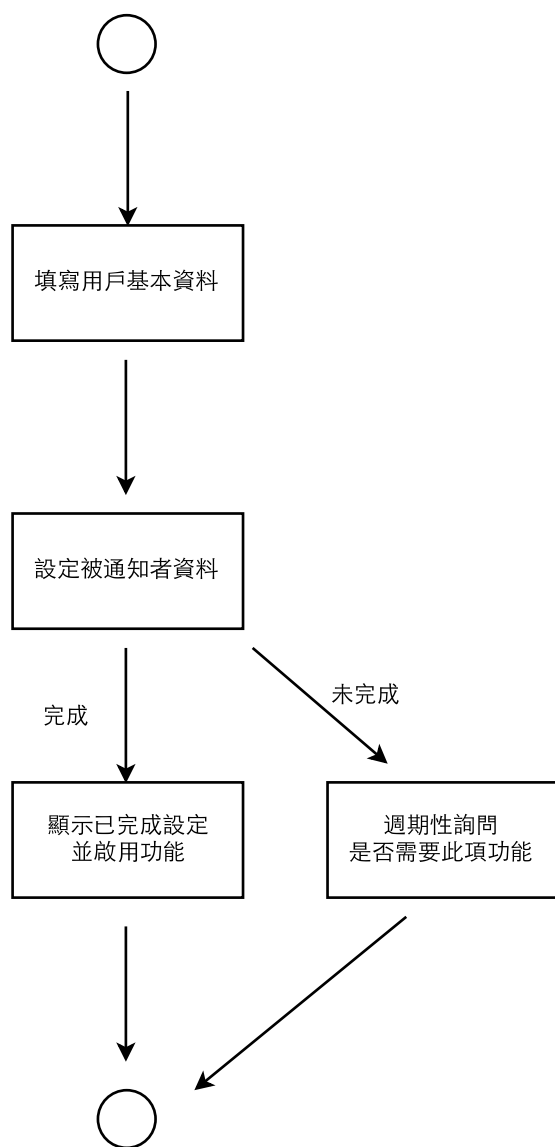 填寫用戶基本資料
設定被通知者資料
完成
未完成
顯示已完成設定
並啟用功能
週期性詢問
是否需要此項功能